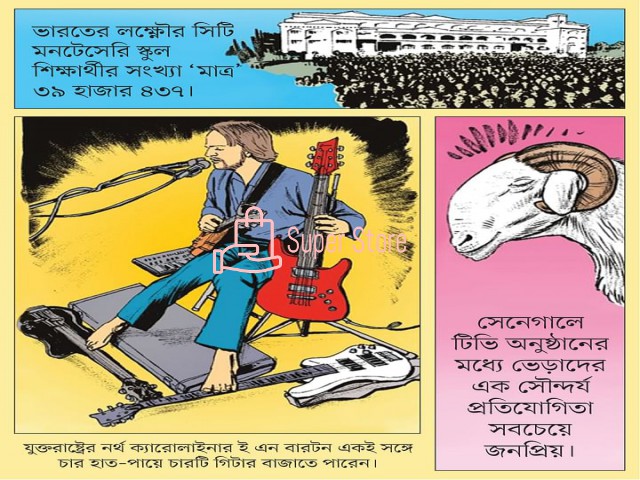 ভারতের লক্ষ্ণৌর সিটি
মনটেসেরি স্কুল
শিক্ষার্থীর সংখ্যা ‘মাত্র’
৩৯ হাজার ৪৩৭।
Super Store
সেনেগালে
টিভি অনুষ্ঠানের
মধ্যে ভেড়াদের
এক সৌন্দর্য
প্রতিযোগিতা
সবচেয়ে
জনপ্রিয়।
যুক্তরাষ্ট্রের নর্থ ক্যারোলাইনার ই এন বারটন একই সঙ্গে
চার হাত-পায়ে চারটি গিটার বাজাতে পারেন।